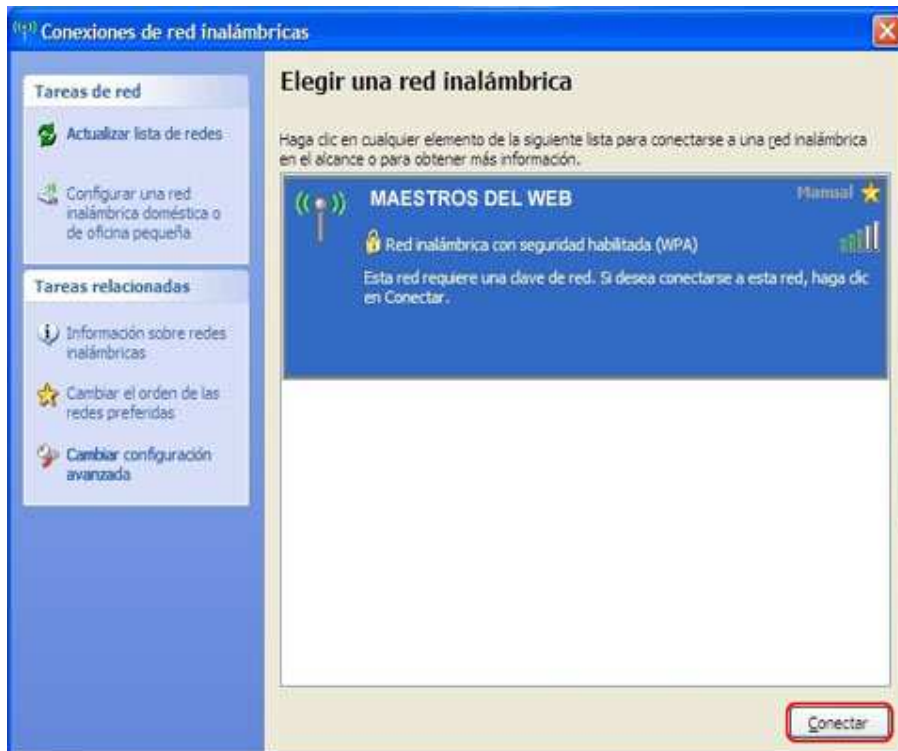 Conexiones de red inalámbricas
Tareas de red
Actualizar lista de redes
Configurar una red
inalámbrica doméstica o
de oficina pequeña
Tareas relacionadas
Información sobre redes
inalámbricas
Cambiar el orden de las
redes preferidas
Cambiar configuración
avanzada
Elegir una red inalámbrica
Haga clic en cualquier elemento de la siguiente lista para conectarse a una red inalámbrica
en el alcance o para obtener más información.
MAESTROS DEL WEB
Manual
Red inalámbrica con seguridad habilitada (WPA)
Esta red requiere una clave de red. Si desea conectarse a esta red, haga clic
en Conectar.
Conectar